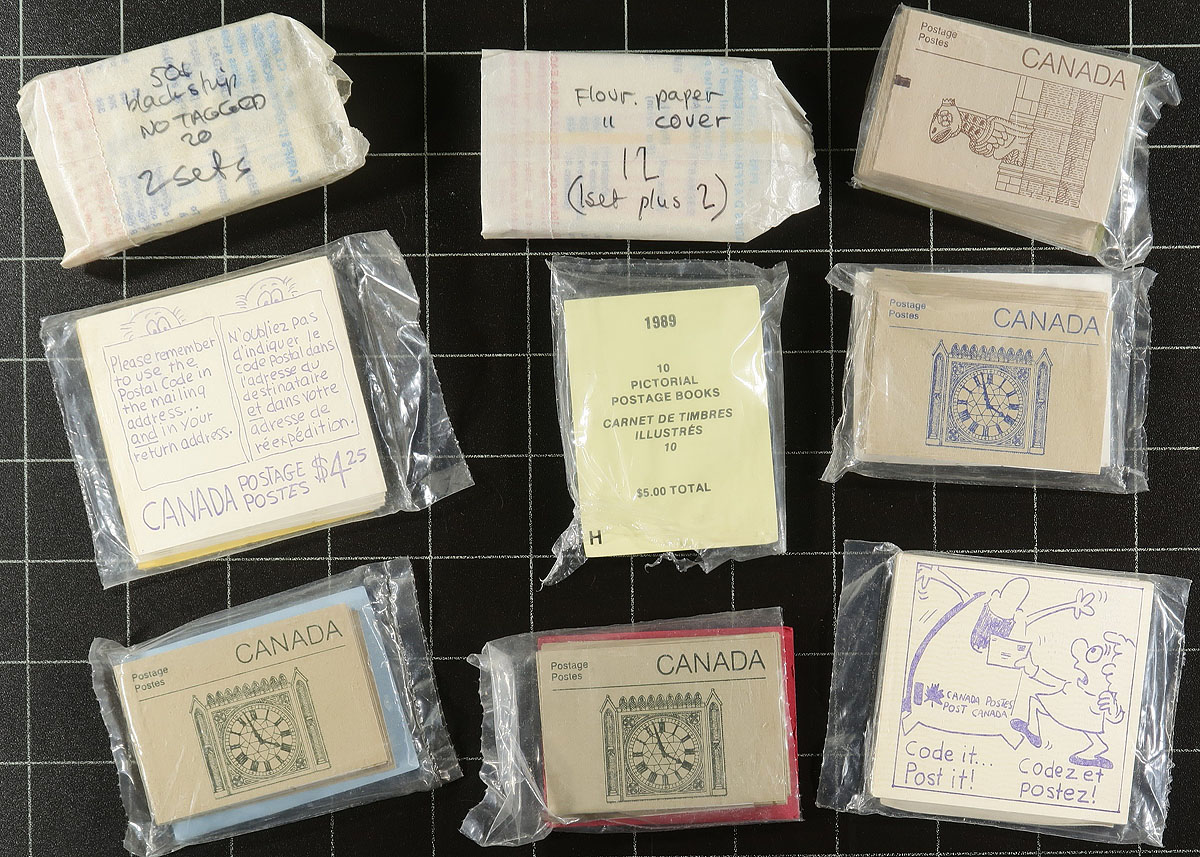 50¢
black ship
NO TAGGED
20
2 sets
Flour. paper
" cover
12
(1set plus 2)
Postage
Postes
CANADA
Please remember
to use the
Postal Code in
the mailing
address...
and in your
return address.
N'oubliez pas
d'indiquer le
code Postal dans
l'adresse du
destinataire
et dans votre
adresse de
réexpédition.
CANADA POSTAGE POSTES $4.25
1989
10
PICTORIAL
POSTAGE BOOKS
CARNET DE TIMBRES
ILLUSTRÉS
10
$5.00 TOTAL
H
Postage
Postes
CANADA
Postage
Postes
CANADA
Postage
Postes
CANADA
CANADA POSTES
POST CANADA
Code it...
Post it!
Codez et
postez!